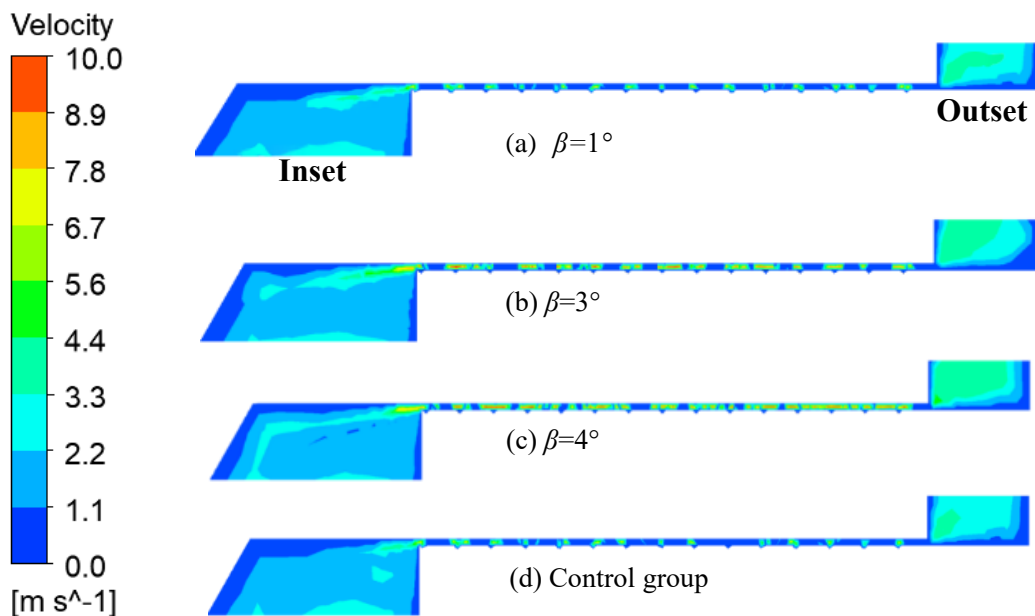 Velocity
10.0
8.9
7.8
6.7
5.6
4.4
3.3
2.2
1.1
0.0
[m s^-1]
Outset
(a) β=1°
Inset
(b) β=3°
(c) β=4°
(d) Control group